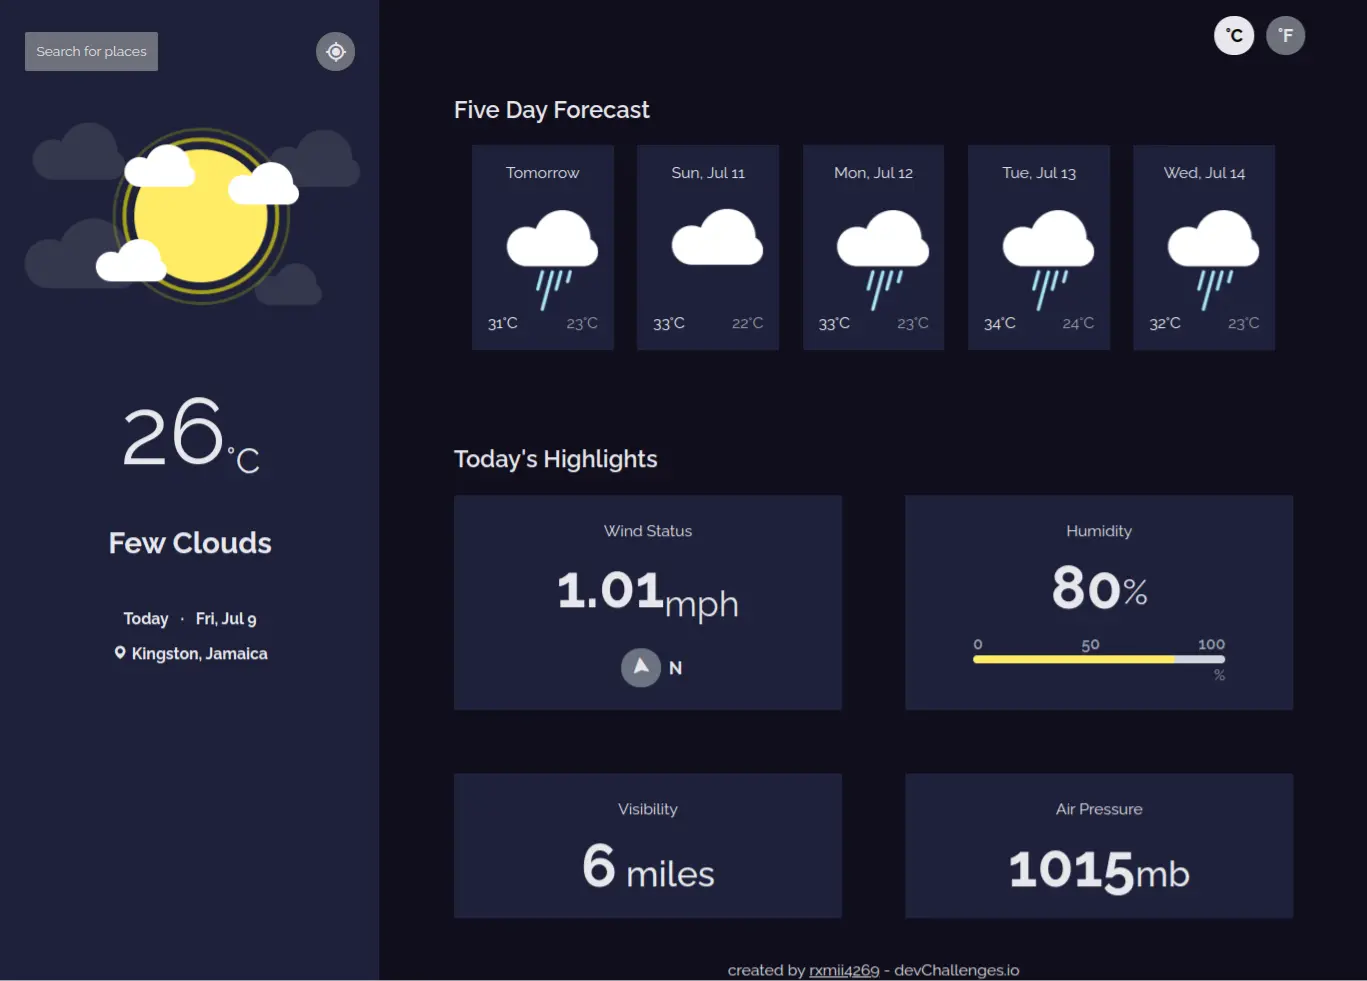 Search for places
26°C
Few Clouds
Today · Fri, Jul 9
Kingston, Jamaica
°C °F
Five Day Forecast
Tomorrow
31°C 23°C
Sun, Jul 11
33°C 22°C
Mon, Jul 12
33°C 23°C
Tue, Jul 13
34°C 24°C
Wed, Jul 14
32°C 23°C
Today's Highlights
Wind Status
1.01mph
N
Humidity
80%
0 50 100
%
Visibility
6 miles
Air Pressure
1015mb
created by rxmii4269 - devChallenges.io